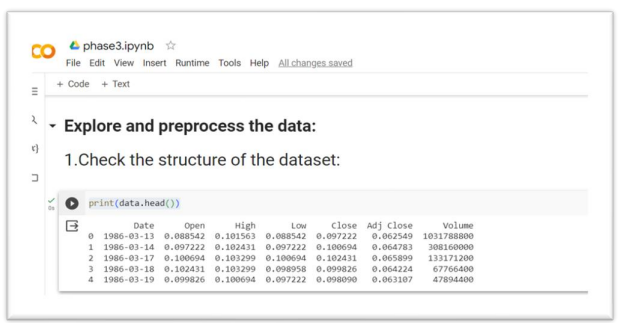 phase3.ipynb
File Edit View Insert Runtime Tools Help All changes saved
+ Code + Text
Explore and preprocess the data:
1.Check the structure of the dataset:
print(data.head())
0s
Date Open High Low Close Adj Close Volume
0 1986-03-13 0.088542 0.101563 0.088542 0.097222 0.062549 1031788800
1 1986-03-14 0.097222 0.102431 0.097222 0.100694 0.064783 308160000
2 1986-03-17 0.100694 0.103299 0.100694 0.102431 0.065899 133171200
3 1986-03-18 0.102431 0.103299 0.098958 0.099826 0.064224 67766400
4 1986-03-19 0.099826 0.100694 0.097222 0.098090 0.063107 47894400